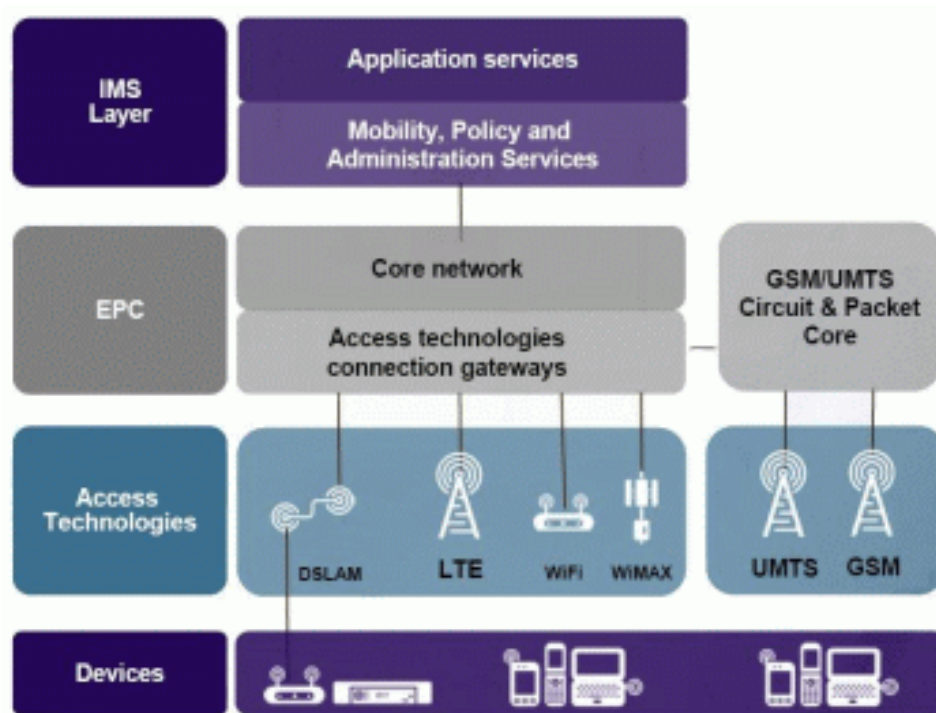 IMS
Layer
Application services
Mobility, Policy and
Administration Services
EPC
Core network
Access technologies
connection gateways
GSM/UMTS
Circuit & Packet
Core
Access
Technologies
DSLAM
LTE
WiFi
WiMAX
UMTS
GSM
Devices